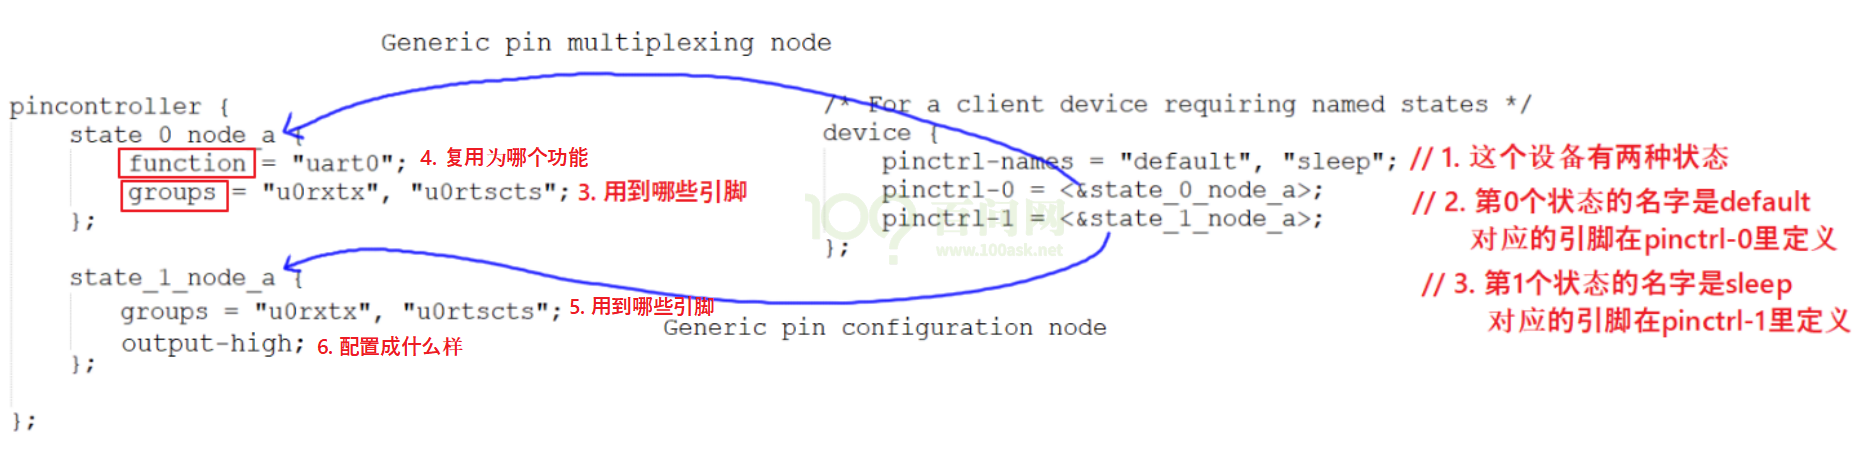 Generic pin multiplexing node
pincontroller {
state_0_node_a {
function = "uart0"; 4. 复用为哪个功能
groups = "u0rxtx", "u0rtscts"; 3. 用到哪些引脚
};
state_1_node_a {
groups = "u0rxtx", "u0rtscts"; 5. 用到哪些引脚
output-high; 6. 配置成什么样
};
};
Generic pin configuration node
/* For a client device requiring named states */
device {
pinctrl-names = "default", "sleep"; // 1. 这个设备有两种状态
pinctrl-0 = <&state_0_node_a>; // 2. 第0个状态的名字是default
对应的引脚在pinctrl-0里定义
pinctrl-1 = <&state_1_node_a>;
};
// 3. 第1个状态的名字是sleep
对应的引脚在pinctrl-1里定义
100 百问网
www.100ask.net